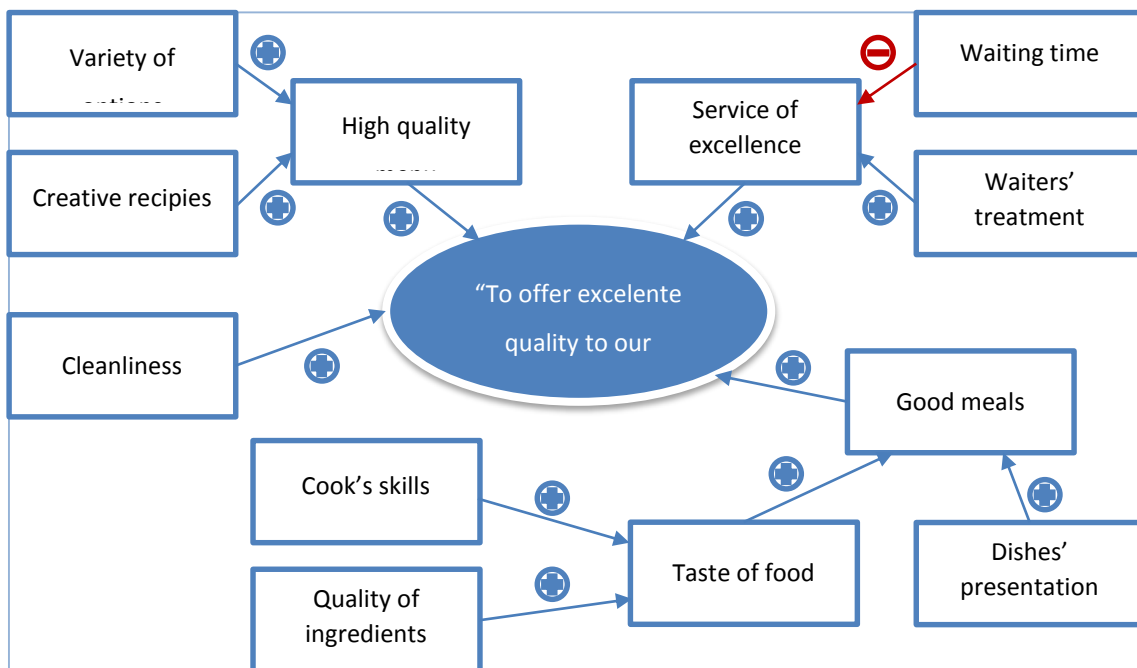 Variety of
Waiting time
High quality
Service of
excellence
Creative recipies
Waiters’
treatment
“To offer excelente
quality to our
Cleanliness
Good meals
Cook’s skills
Taste of food
Dishes’
presentation
Quality of
ingredients